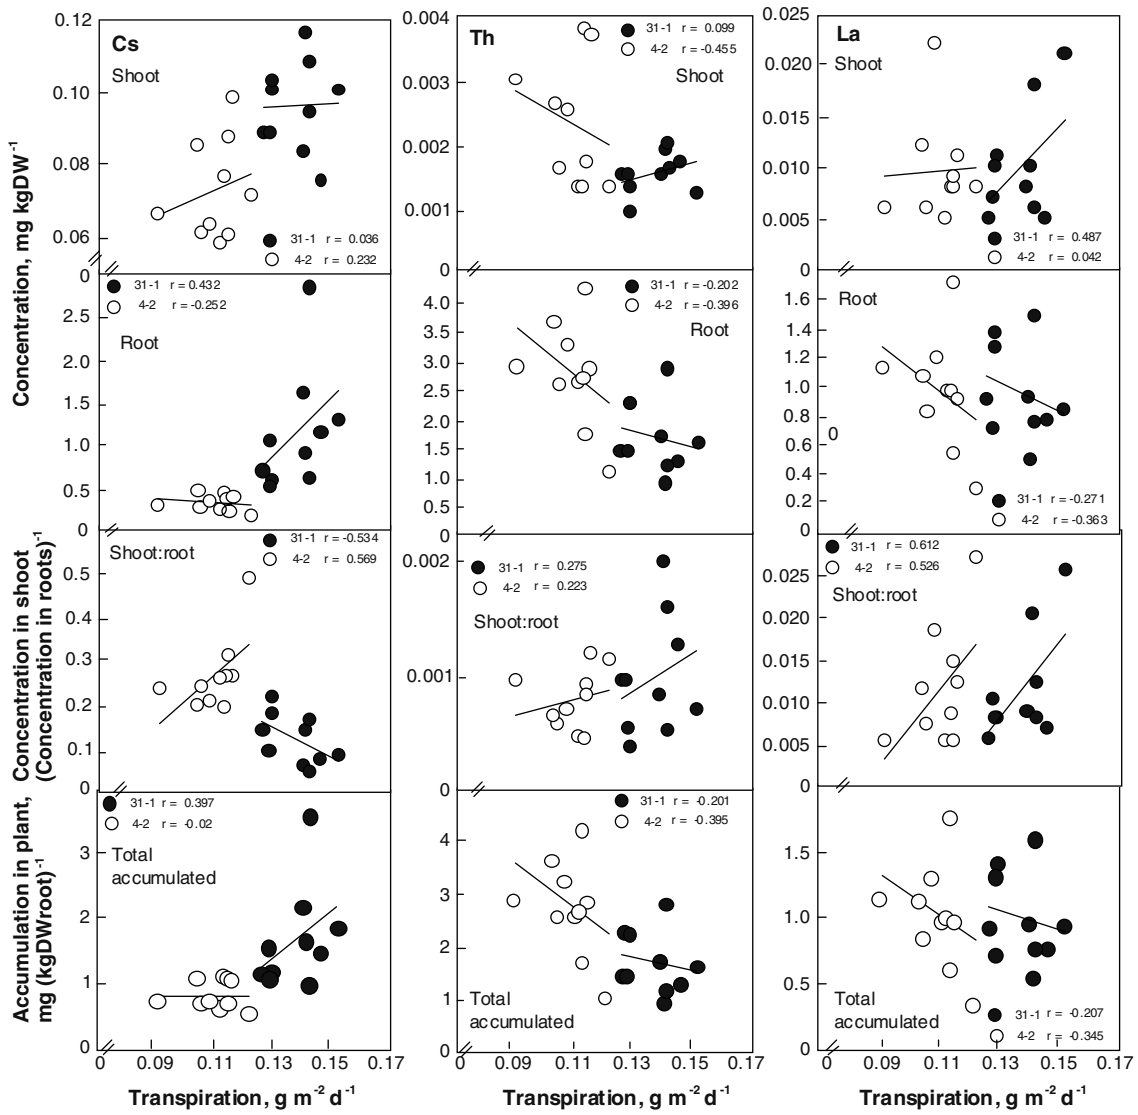 Concentration, mg kgDW-1
Concentration in shoot
(Concentration in roots)-1
Accumulation in plant,
mg (kgDWroot)-1
Cs
Shoot
0.12
0.10
0.08
0.06
0
31-1 r = 0.036
4-2 r = 0.232
Th
Shoot
0.004
0.003
0.002
0.001
0
31-1 r = 0.099
4-2 r = -0.455
La
Shoot
0.025
0.020
0.015
0.010
0.005
0
31-1 r = 0.487
4-2 r = 0.042
31-1 r = 0.432
4-2 r = -0.252
Root
2.5
2.0
1.5
1.0
0.5
0
31-1 r = -0.202
4-2 r = -0.396
Root
4.0
3.5
3.0
2.5
2.0
1.5
1.0
0.5
0
Root
1.6
1.4
1.2
1.0
0.8
0
0.6
0.4
0.2
0
31-1 r = -0.271
4-2 r = -0.363
Shoot:root
31-1 r = -0.534
4-2 r = 0.569
0.5
0.4
0.3
0.2
0.1
0
0.002
31-1 r = 0.275
4-2 r = 0.223
Shoot:root
0.001
0
31-1 r = 0.612
4-2 r = 0.526
Shoot:root
0.025
0.020
0.015
0.010
0.005
0
31-1 r = 0.397
4-2 r = -0.02
Total
accumulated
3
2
1
0
31-1 r = -0.201
4-2 r = -0.395
4
3
2
1
0
Total
accumulated
1.5
1.0
0.5
0
Total
accumulated
31-1 r = -0.207
4-2 r = -0.345
0 0.09 0.11 0.13 0.15 0.17
0 0.09 0.11 0.13 0.15 0.17
0 0.09 0.11 0.13 0.15 0.17
Transpiration, g m-2 d-1
Transpiration, g m-2 d-1
Transpiration, g m-2 d-1